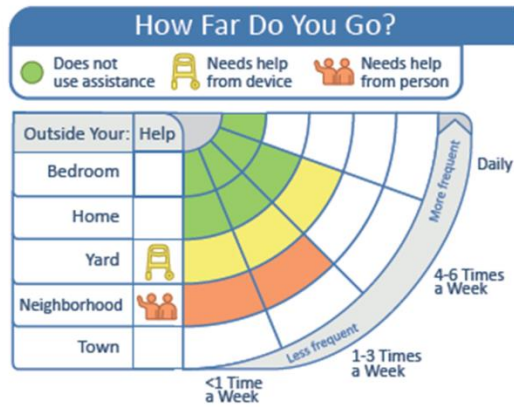 How Far Do You Go?
Does not
use assistance
Needs help
from device
Needs help
from person
Outside Your:
Help
Bedroom
Home
Yard
Neighborhood
Town
<1 Time
a Week
1-3 Times
a Week
4-6 Times
a Week
Daily
Less frequent
More frequent